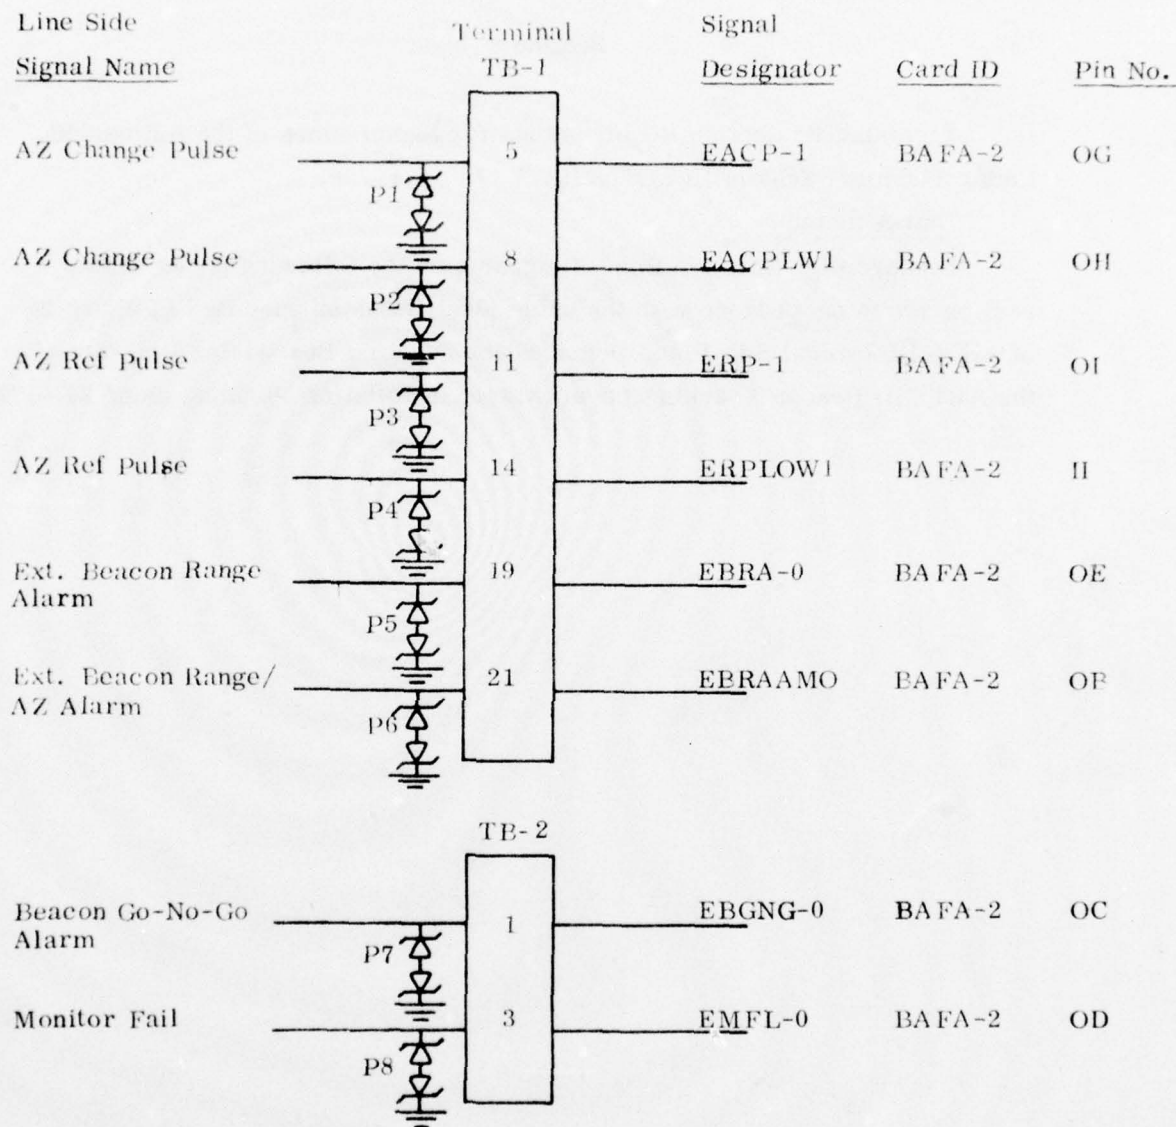 Line Side Terminal Signal
Signal Name TB-1 Designator Card ID Pin No.
AZ Change Pulse 5 EACP-1 BAFA-2 OG
P1
AZ Change Pulse 8 EACPLW1 BAFA-2 OH
P2
AZ Ref Pulse 11 ERP-1 BAFA-2 OI
P3
AZ Ref Pulse 14 ERPLOW1 BAFA-2 II
P4
Ext. Beacon Range 19 EBRA-0 BAFA-2 OE
Alarm
P5
Ext. Beacon Range/ 21 EBRAAMO BAFA-2
AZ Alarm
P6
TB-2
Beacon Go-No-Go 1 EBGNG-0 BAFA-2 OC
Alarm
P7
Monitor Fail 3 EMFL-0 BAFA-2 OD
P8